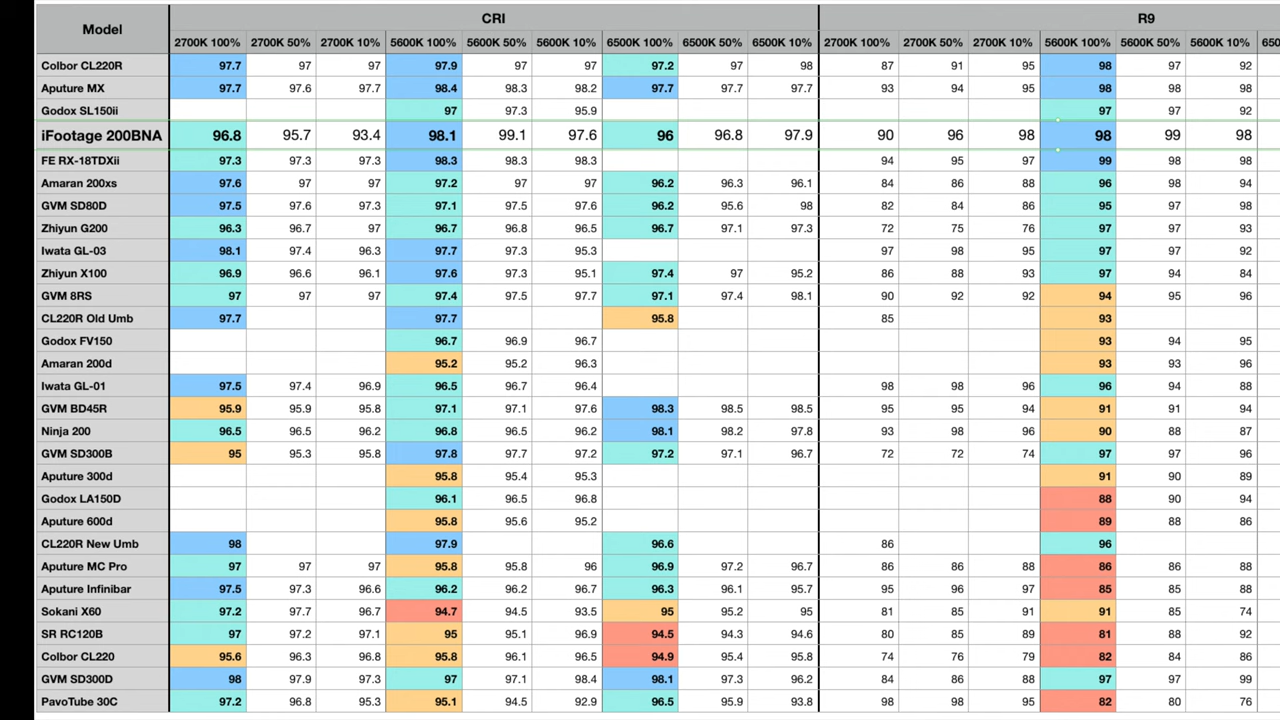 Model CRI R9
2700K 100% 2700K 50% 2700K 10% 5600K 100% 5600K 50% 5600K 10% 6500K 100% 6500K 50% 6500K 10% 2700K 100% 2700K 50% 2700K 10% 5600K 100% 5600K 50% 5600K 10% 650
Colbor CL220R 97.7 97 97 97.9 97 97 97.2 97 98 87 91 95 98 97 92
Aputure MX 97.7 97.6 97.7 98.4 98.3 98.2 97.7 97.7 97.7 93 94 95 98 98 98
Godox SL150ii 97 97.3 95.9 97 97 92
iFootage 200BNA 96.8 95.7 93.4 98.1 99.1 97.6 96 96.8 97.9 90 96 98 98 99 98
FE RX-18TDXii 97.3 97.3 97.3 98.3 98.3 98.3 94 95 97 99 98 98
Amaran 200xs 97.6 97 97 97.2 97 97 96.2 96.3 96.1 84 86 88 96 98 94
GVM SD80D 97.5 97.6 97.3 97.1 97.5 97.6 96.2 95.6 98 82 84 86 95 97 98
Zhiyun G200 96.3 96.7 97 96.7 96.8 96.5 96.7 97.1 97.3 72 75 76 97 97 93
Iwata GL-03 98.1 97.4 96.3 97.7 97.3 95.3 97 98 95 97 97 92
Zhiyun X100 96.9 96.6 96.1 97.6 97.3 95.1 97.4 97 95.2 86 88 93 97 94 84
GVM 8RS 97 97 97 97.4 97.5 97.7 97.1 97.4 98.1 90 92 92 94 95 96
CL220R Old Umb 97.7 97.7 95.8 85 93
Godox FV150 96.7 96.9 96.7 93 94 95
Amaran 200d 95.2 95.2 96.3 93 93 96
Iwata GL-01 97.5 97.4 96.9 96.5 96.7 96.4 98 98 96 96 94 88
GVM BD45R 95.9 95.9 95.8 97.1 97.1 97.6 98.3 98.5 98.5 95 95 94 91 91 94
Ninja 200 96.5 96.5 96.2 96.8 96.5 96.2 98.1 98.2 97.8 93 98 96 90 88 87
GVM SD300B 95 95.3 95.8 97.8 97.7 97.2 97.2 97.1 96.7 72 72 74 97 97 96
Aputure 300d 95.8 95.4 95.3 91 90 89
Godox LA150D 96.1 96.5 96.8 88 90 94
Aputure 600d 95.8 95.6 95.2 89 88 86
CL220R New Umb 98 97.9 96.6 86 96
Aputure MC Pro 97 97 97 95.8 95.8 96 96.9 97.2 96.7 86 86 88 86 86 88
Aputure Infinibar 97.5 97.3 96.6 96.2 96.2 96.7 96.3 96.1 95.7 95 96 97 85 85 88
Sokani X60 97.2 97.7 96.7 94.7 94.5 93.5 95 95.2 95 81 85 91 91 85 74
SR RC120B 97 97.2 97.1 95 95.1 96.9 94.5 94.3 94.6 80 85 89 81 88 92
Colbor CL220 95.6 96.3 96.8 95.8 96.1 96.5 94.9 95.4 95.8 74 76 79 82 84 86
GVM SD300D 98 97.9 97.3 97 97.1 98.4 98.1 97.3 96.2 84 86 88 97 97 99
PavoTube 30C 97.2 96.8 95.3 95.1 94.5 92.9 96.5 95.9 93.8 98 98 95 82 80 76